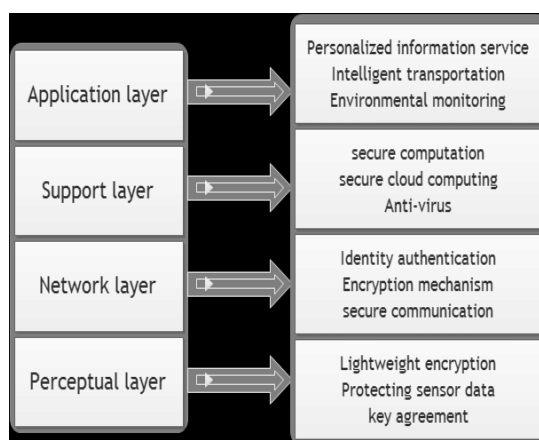 Application layer
Personalized information service
Intelligent transportation
Environmental monitoring
Support layer
secure computation
secure cloud computing
Anti-virus
Network layer
Identity authentication
Encryption mechanism
secure communication
Perceptual layer
Lightweight encryption
Protecting sensor data
key agreement